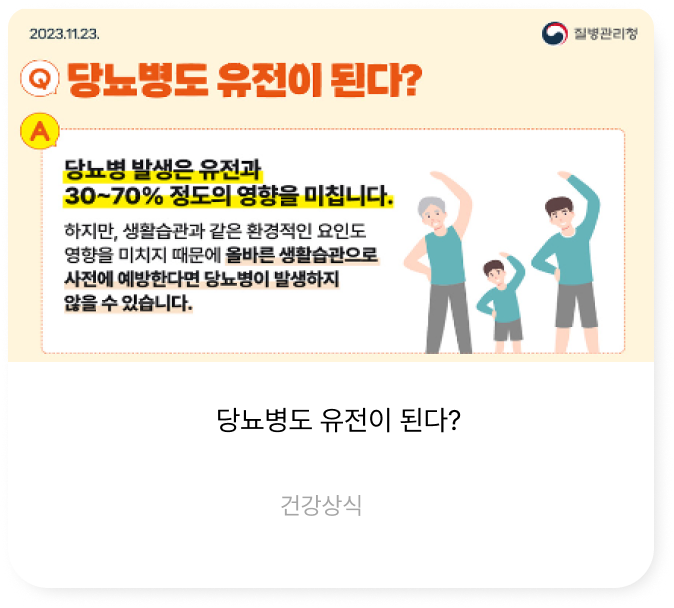 2023.11.23.
질병관리청
Q 당뇨병도 유전이 된다?
A
당뇨병 발생은 유전과
30~70% 정도의 영향을 미칩니다.
하지만, 생활습관과 같은 환경적인 요인도
영향을 미치지 때문에 올바른 생활습관으로
사전에 예방한다면 당뇨병이 발생하지
않을 수 있습니다.
당뇨병도 유전이 된다?
건강상식